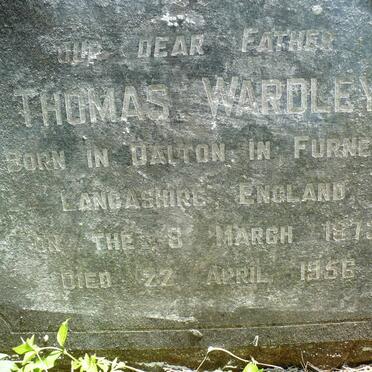 OUR DEAR FATHER
THOMAS WARDLEY
BORN IN DALTON IN FURNE
LANCASHIRE ENGLAND
ON THE 8 MARCH 187
DIED 22 APRIL 1956